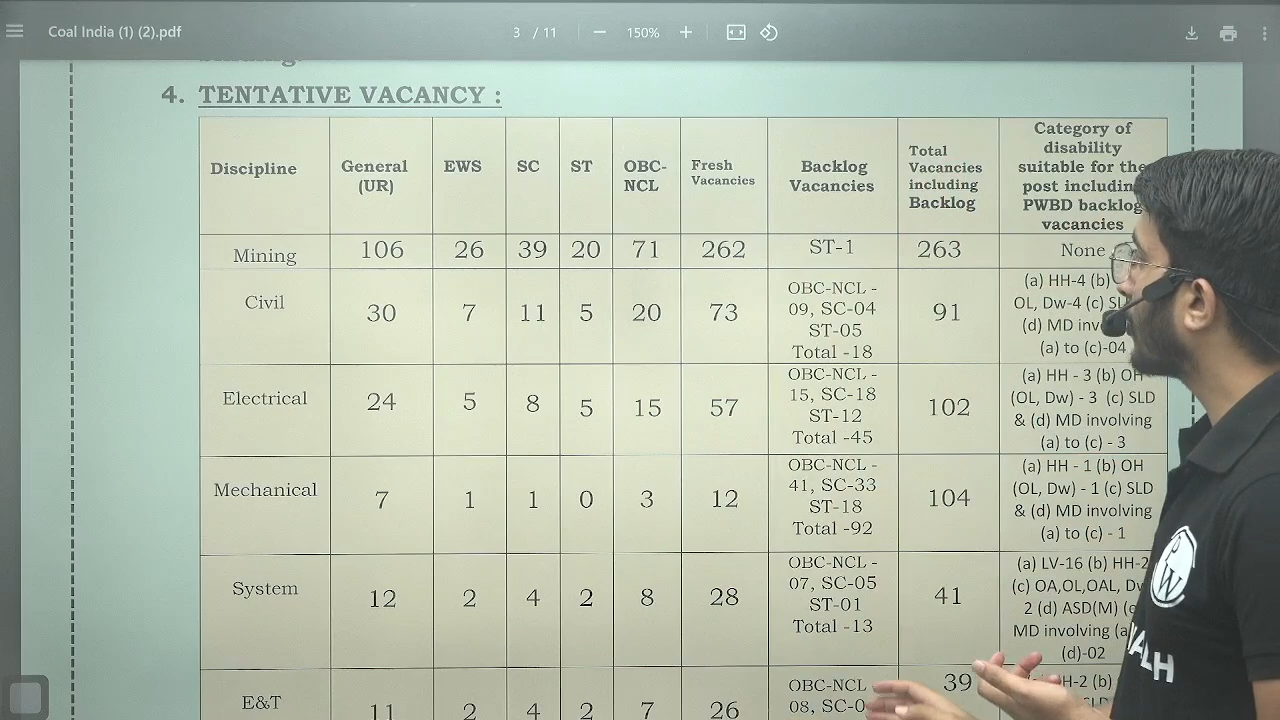 Coal India (1) (2).pdf
3 / 11
150%
4. TENTATIVE VACANCY :
Discipline General (UR) EWS SC ST OBC-NCL Fresh Vacancies Backlog Vacancies Total Vacancies including Backlog Category of disability suitable for the post including PWBD backlog vacancies
Mining 106 26 39 20 71 262 ST-1 263 None
Civil 30 7 11 5 20 73 OBC-NCL - 09, SC-04 ST-05 Total -18 91 (a) HH-4 (b) OL, Dw-4 (c) (d) MD (a) to (c)-04
Electrical 24 5 8 5 15 57 OBC-NCL - 15, SC-18 ST-12 Total -45 102 (a) HH - 3 (b) OH (OL, Dw) - 3 (c) SLD & (d) MD involving (a) to (c) - 3
Mechanical 7 1 1 0 3 12 OBC-NCL - 41, SC-33 ST-18 Total -92 104 (a) HH - 1 (b) OH (OL, Dw) - 1 (c) SLD & (d) MD involving (a) to (c) - 1
System 12 2 4 2 8 28 OBC-NCL - 07, SC-05 ST-01 Total -13 41 (a) LV-16 (b) HH-2 (c) OA,OL,OAL, 2 (d) ASD(M) MD involving (d)-02
E&T 11 2 4 2 7 26 OBC-NCL 08, 39 (b)
PW